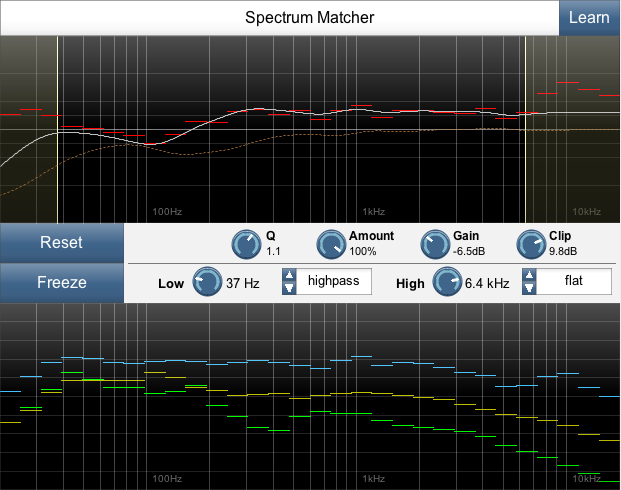 Spectrum Matcher
Learn
100Hz 1kHz 10kHz
Reset
Q
1.1
Amount
100%
Gain
-6.5dB
Clip
9.8dB
Freeze
Low 37 Hz highpass
High 6.4 kHz flat
100Hz 1kHz 10kHz